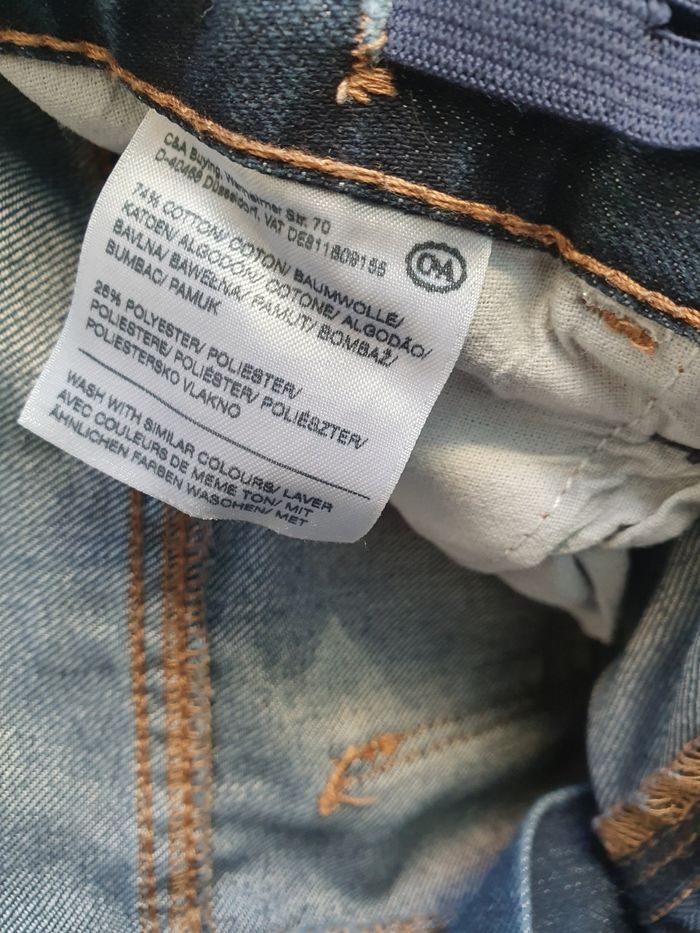 C&A Buying, Wanheimer Str. 70
D-40468 Düsseldorf, VAT DE811809155
C&A
74% COTTON/ COTON/ BAUMWOLLE/
KATOEN/ ALGODON/ COTONE/ ALGODÃO/
BAVLNA/ BAWEŁNA/ PAMUT/ BOMBAŽ/
BUMBAC/ PAMUK
26% POLYESTER/ POLIESTER/
POLIESTERE/ POLIÉSTER/ POLIÉSZTER/
POLIESTERSKO VLAKNO
WASH WITH SIMILAR COLOURS/ LAVER
AVEC COULEURS DE MEME TON/ MIT
ÄHNLICHEN FARBEN WASCHEN/ MET